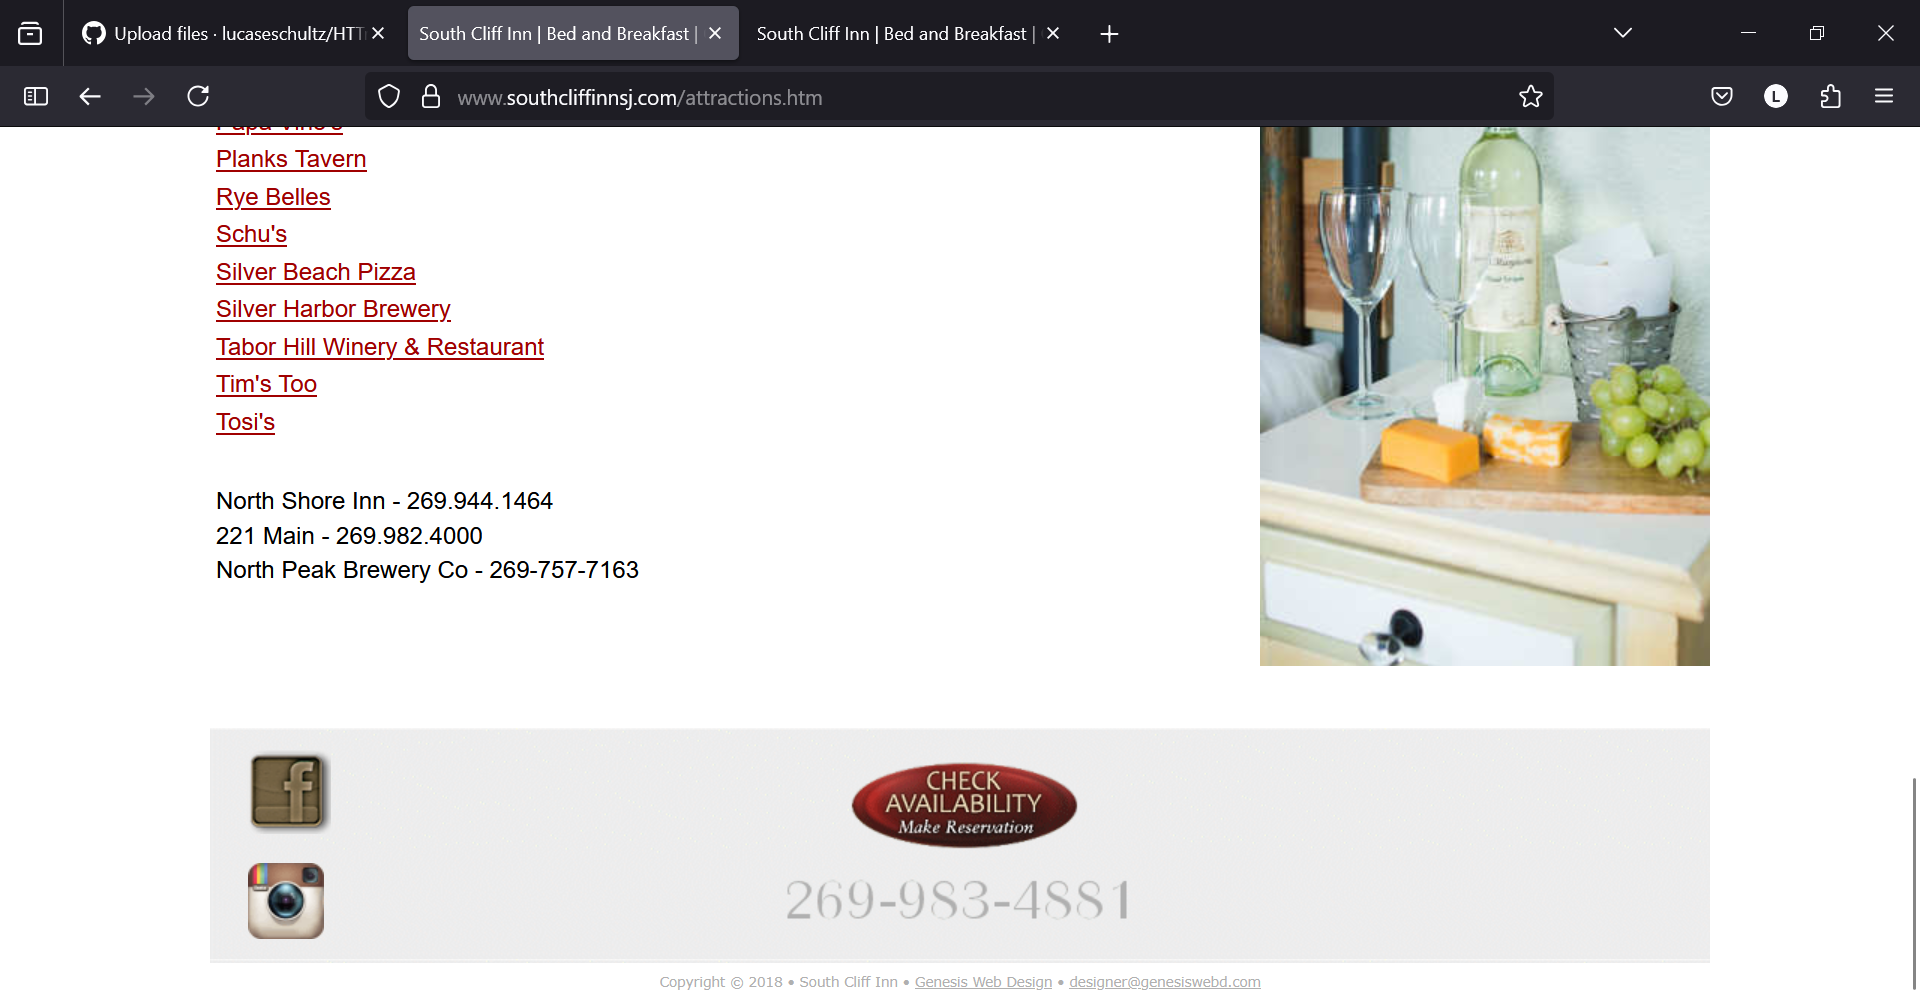 Upload files · lucaseschultz/HTT
South Cliff Inn | Bed and Breakfast |
South Cliff Inn | Bed and Breakfast |
www.southcliffinnsj.com/attractions.htm
L
Papa Vino's
Planks Tavern
Rye Belles
Schu's
Silver Beach Pizza
Silver Harbor Brewery
Tabor Hill Winery & Restaurant
Tim's Too
Tosi's
North Shore Inn - 269.944.1464
221 Main - 269.982.4000
North Peak Brewery Co - 269-757-7163
f
CHECK
AVAILABILITY
Make Reservation
269-983-4881
Copyright © 2018 • South Cliff Inn • Genesis Web Design • designer@genesiswebd.com